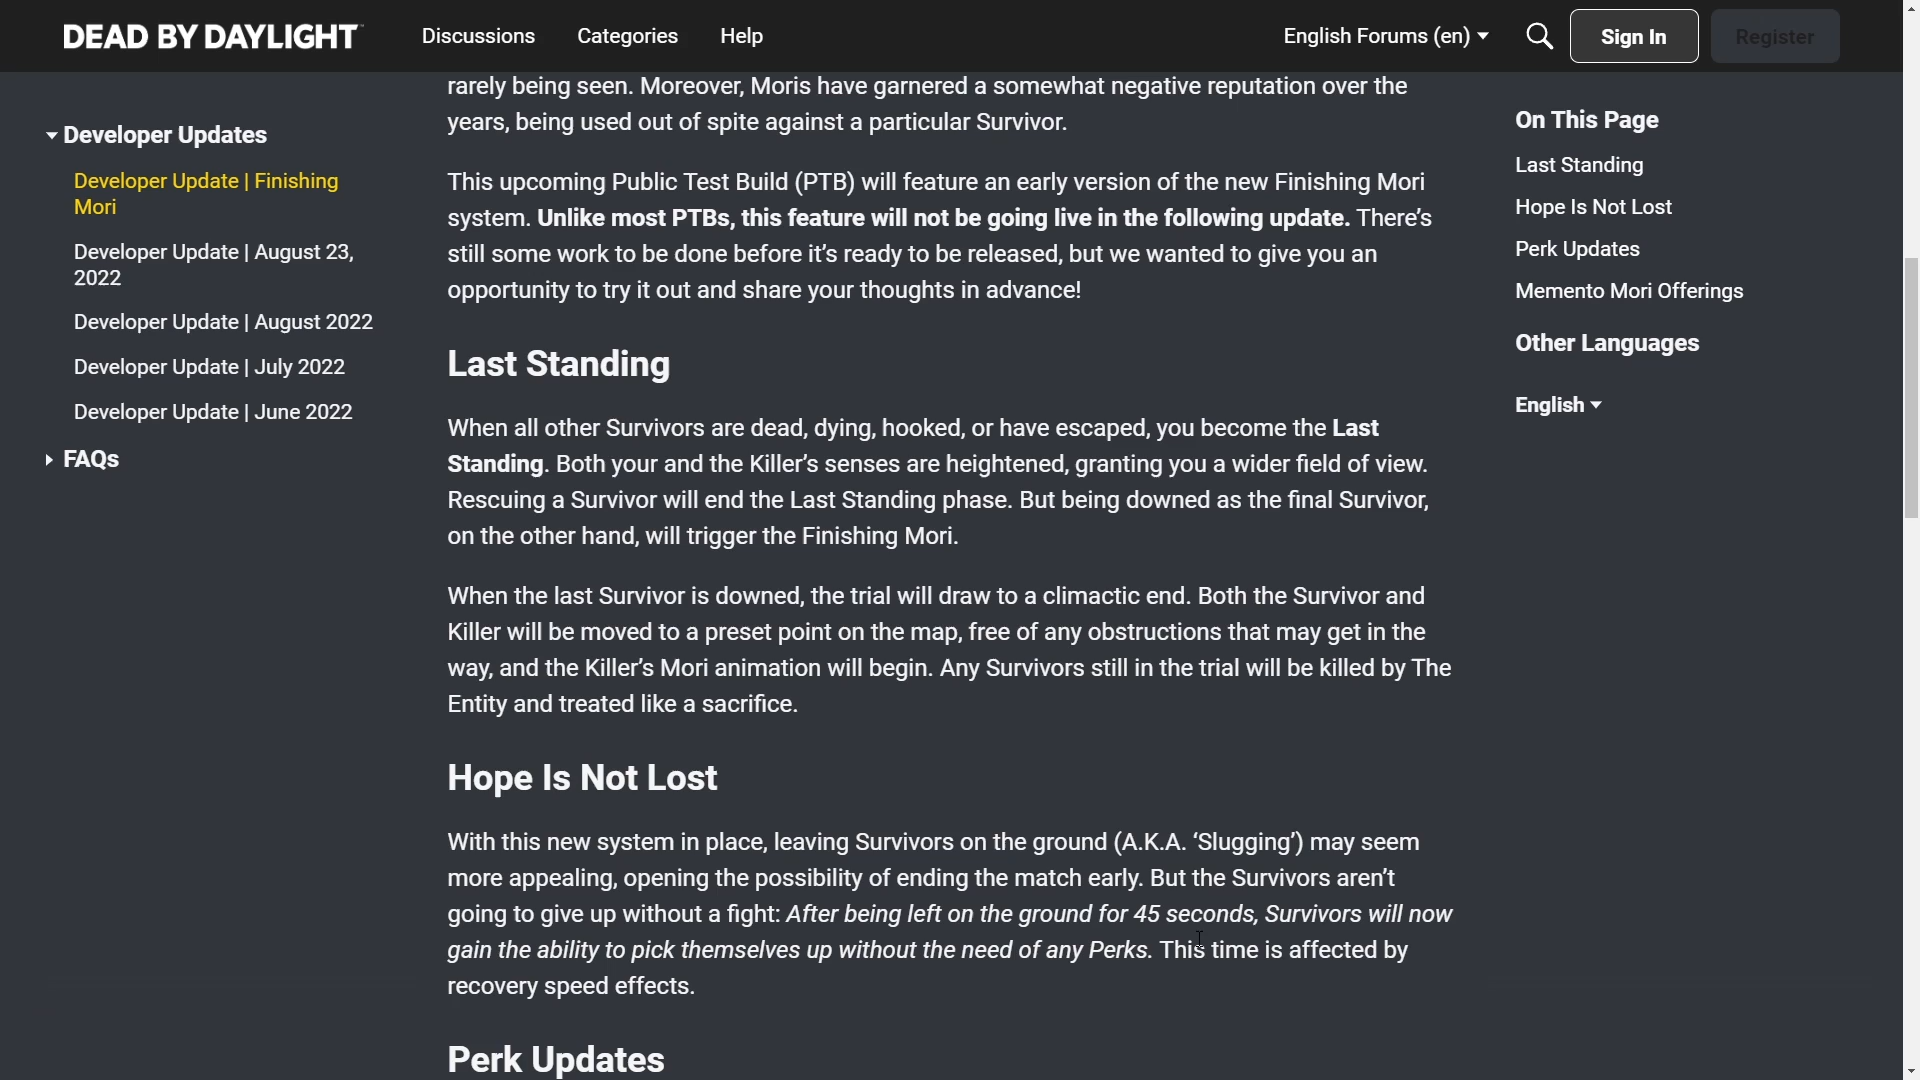 DEAD BY DAYLIGHT
Discussions
Categories
Help
English Forums (en)
Sign In
Register
Developer Updates
Developer Update | Finishing
Mori
Developer Update | August 23,
2022
Developer Update | August 2022
Developer Update | July 2022
Developer Update | June 2022
FAQs
rarely being seen. Moreover, Moris have garnered a somewhat negative reputation over the
years, being used out of spite against a particular Survivor.
This upcoming Public Test Build (PTB) will feature an early version of the new Finishing Mori
system. Unlike most PTBs, this feature will not be going live in the following update. There’s
still some work to be done before it’s ready to be released, but we wanted to give you an
opportunity to try it out and share your thoughts in advance!
Last Standing
When all other Survivors are dead, dying, hooked, or have escaped, you become the Last
Standing. Both your and the Killer’s senses are heightened, granting you a wider field of view.
Rescuing a Survivor will end the Last Standing phase. But being downed as the final Survivor,
on the other hand, will trigger the Finishing Mori.
When the last Survivor is downed, the trial will draw to a climactic end. Both the Survivor and
Killer will be moved to a preset point on the map, free of any obstructions that may get in the
way, and the Killer’s Mori animation will begin. Any Survivors still in the trial will be killed by The
Entity and treated like a sacrifice.
Hope Is Not Lost
With this new system in place, leaving Survivors on the ground (A.K.A. ‘Slugging’) may seem
more appealing, opening the possibility of ending the match early. But the Survivors aren’t
going to give up without a fight: After being left on the ground for 45 seconds, Survivors will now
gain the ability to pick themselves up without the need of any Perks. This time is affected by
recovery speed effects.
Perk Updates
On This Page
Last Standing
Hope Is Not Lost
Perk Updates
Memento Mori Offerings
Other Languages
English